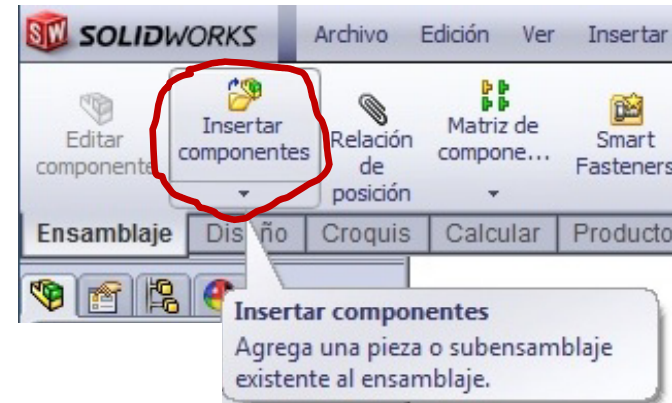 SW SOLIDWORKS Archivo Edición Ver Insertar
Editar
componente
Insertar
componentes
Relación
de
posición
Matriz de
compone...
Smart
Fasteners
Ensamblaje Diseño Croquis Calcular Producto
Insertar componentes
Agrega una pieza o subensamblaje
existente al ensamblaje.